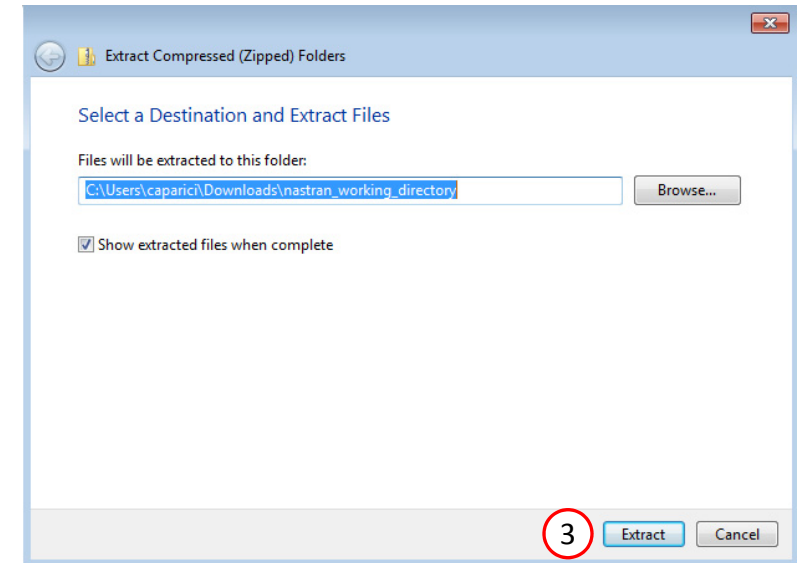 Extract Compressed (Zipped) Folders
Select a Destination and Extract Files
Files will be extracted to this folder:
C:\Users\caparici\Downloads\nastran_working_directory
Browse...
Show extracted files when complete
3
Extract
Cancel